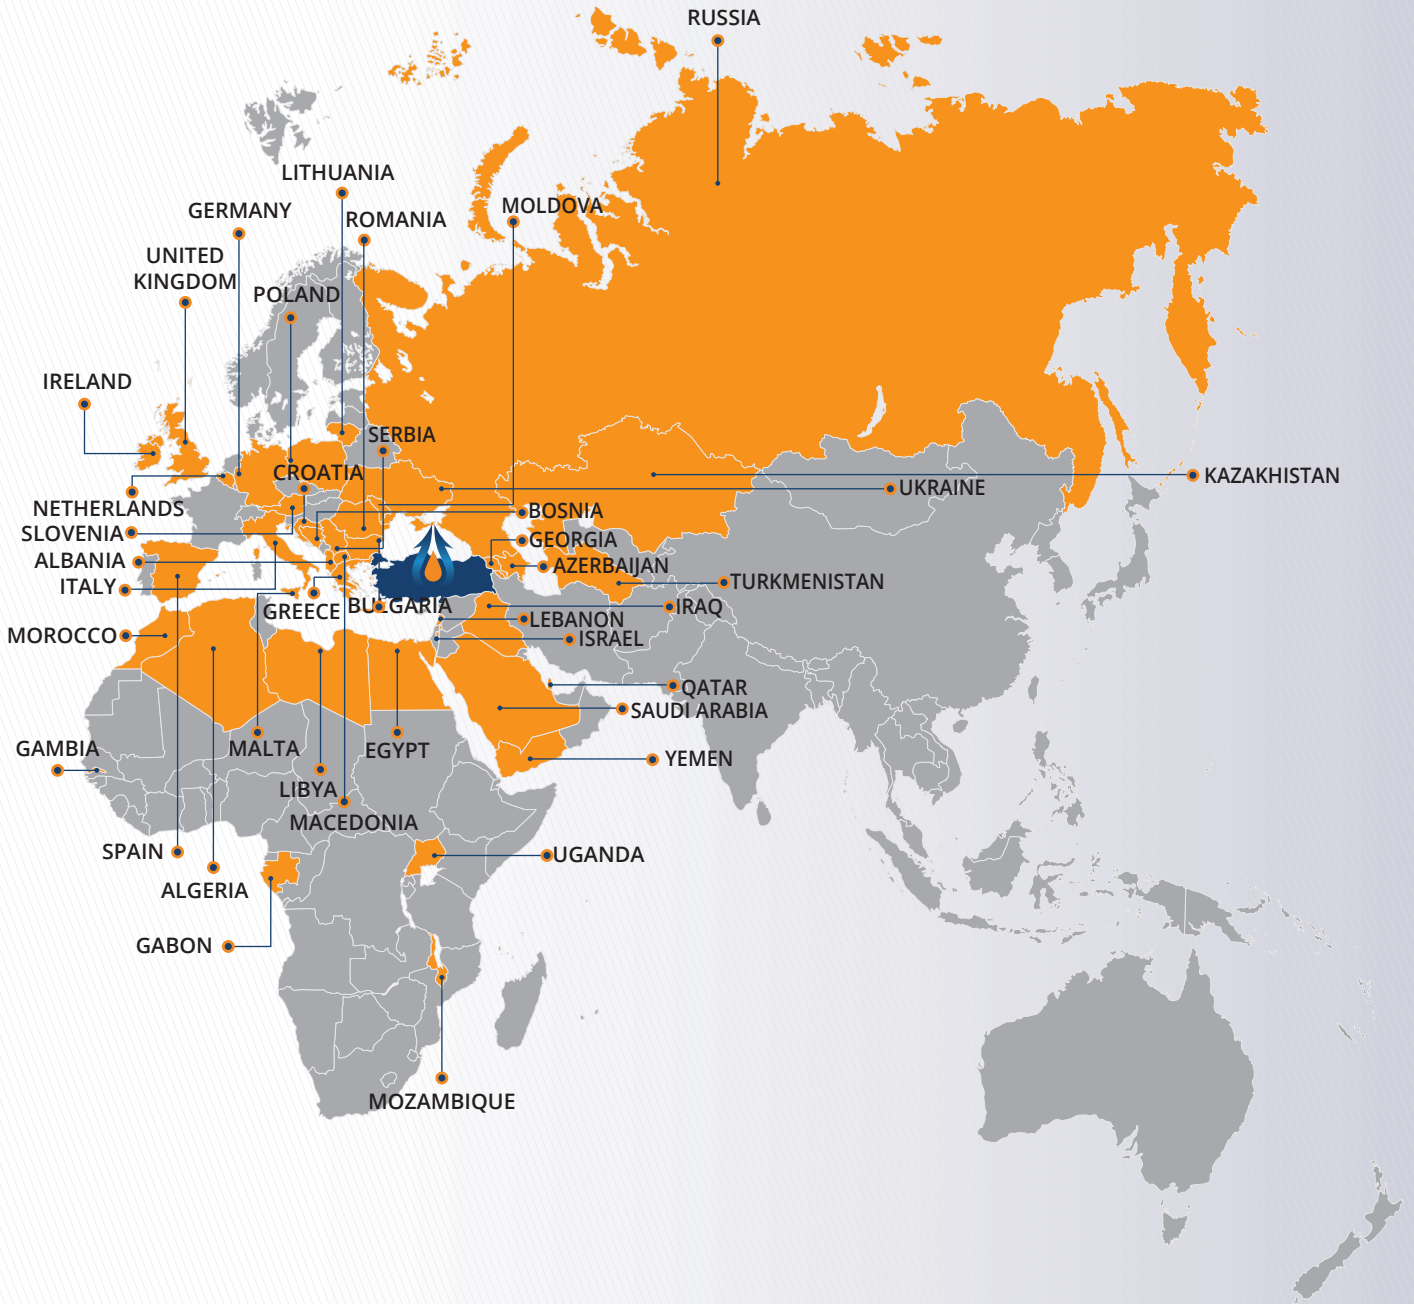 RUSSIA
LITHUANIA
MOLDOVA
GERMANY
ROMANIA
UNITED
KINGDOM
POLAND
IRELAND
SERBIA
CROATIA
KAZAKHISTAN
UKRAINE
NETHERLANDS
BOSNIA
SLOVENIA
GEORGIA
ALBANIA
AZERBAIJAN
TURKMENISTAN
ITALY
GREECE
BULGARIA
IRAQ
LEBANON
MOROCCO
ISRAEL
QATAR
SAUDI ARABIA
GAMBIA
MALTA
EGYPT
YEMEN
LIBYA
MACEDONIA
SPAIN
UGANDA
ALGERIA
GABON
MOZAMBIQUE